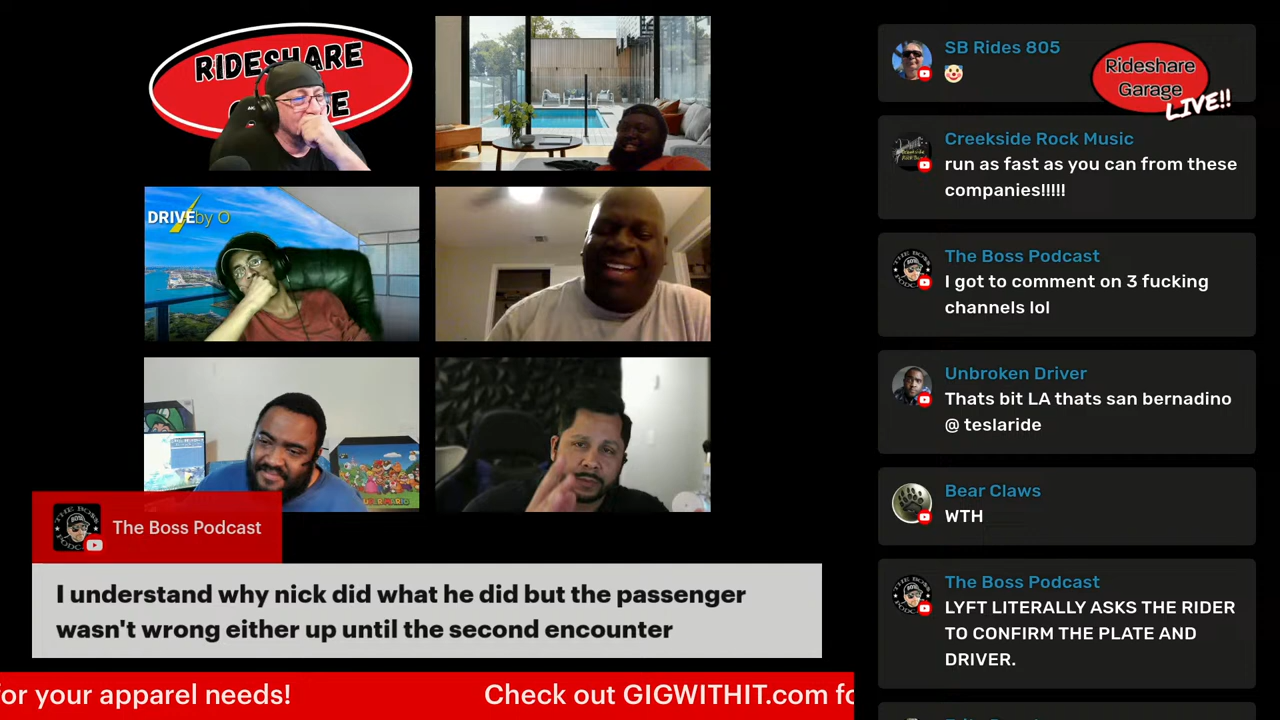 RIDESHARE
DRIVE by O
The Boss Podcast
I understand why nick did what he did but the passenger
wasn't wrong either up until the second encounter
for your apparel needs!
Check out GIGWITHIT.com fo
SB Rides 805
Rideshare
Garage
LIVE!!
Creekside Rock Music
run as fast as you can from these
companies!!!!!
The Boss Podcast
I got to comment on 3 fucking
channels lol
Unbroken Driver
Thats bit LA thats san bernadino
@ teslaride
Bear Claws
WTH
The Boss Podcast
LYFT LITERALLY ASKS THE RIDER
TO CONFIRM THE PLATE AND
DRIVER.